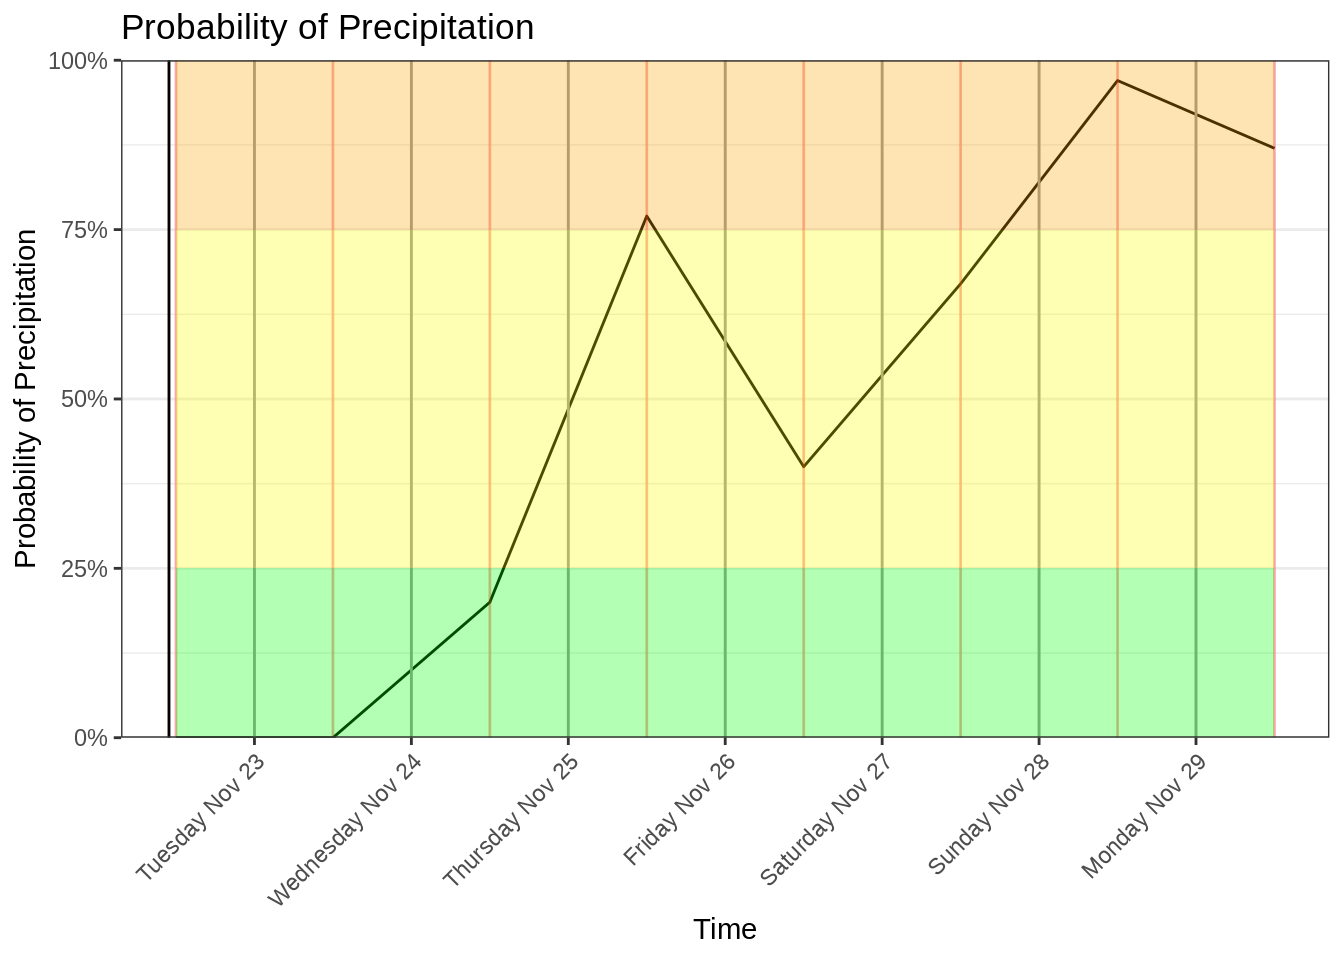 Probability of Precipitation
100%
75%
50%
25%
0%
Probability of Precipitation
Tuesday Nov 23
Wednesday Nov 24
Thursday Nov 25
Friday Nov 26
Saturday Nov 27
Sunday Nov 28
Monday Nov 29
Time